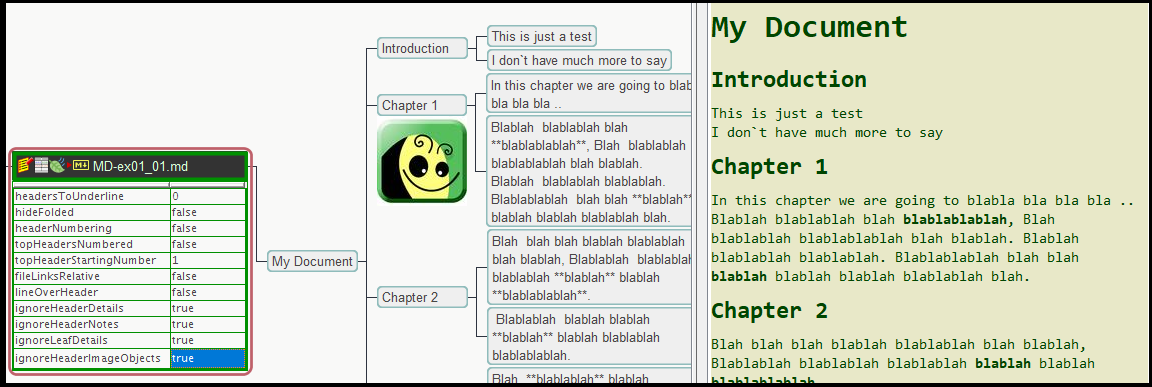 MD-ex01_01.md
headersToUnderline 0
hideFolded false
headerNumbering false
topHeadersNumbered false
topHeaderStartingNumber 1
fileLinksRelative false
lineOverHeader false
ignoreHeaderDetails true
ignoreHeaderNotes true
ignoreLeafDetails true
ignoreHeaderImageObjects true
My Document
Introduction
This is just a test
I don`t have much more to say
Chapter 1
In this chapter we are going to blab
bla bla bla ..
Blablah blablablah blah
**blablablablah**, Blah blablablah
blablablablah blah blablah.
Blablah blablablah blablablah.
Blablablablah blah blah **blablah**
blablah blablah blablablah blah.
Chapter 2
Blah blah blah blablah blablablah
blah blablah, Blablablah blablablah
blablablah **blablah** blablah
**blablablablah**.
Blablablah blablah blablah
**blablah** blablah blablablah
blablablablah.
Blah **blablablah** blablah
My Document
Introduction
This is just a test
I don`t have much more to say
Chapter 1
In this chapter we are going to blabla bla bla bla ..
Blablah blablablah blah blablablablah, Blah
blablablah blablablablah blah blablah. Blablah
blablablah blablablah. Blablablablah blah blah
blablah blablah blablah blablablah blah.
Chapter 2
Blah blah blah blablah blablablah blah blablah,
Blablablah blablablah blablablah blablah blablah
blablablablah